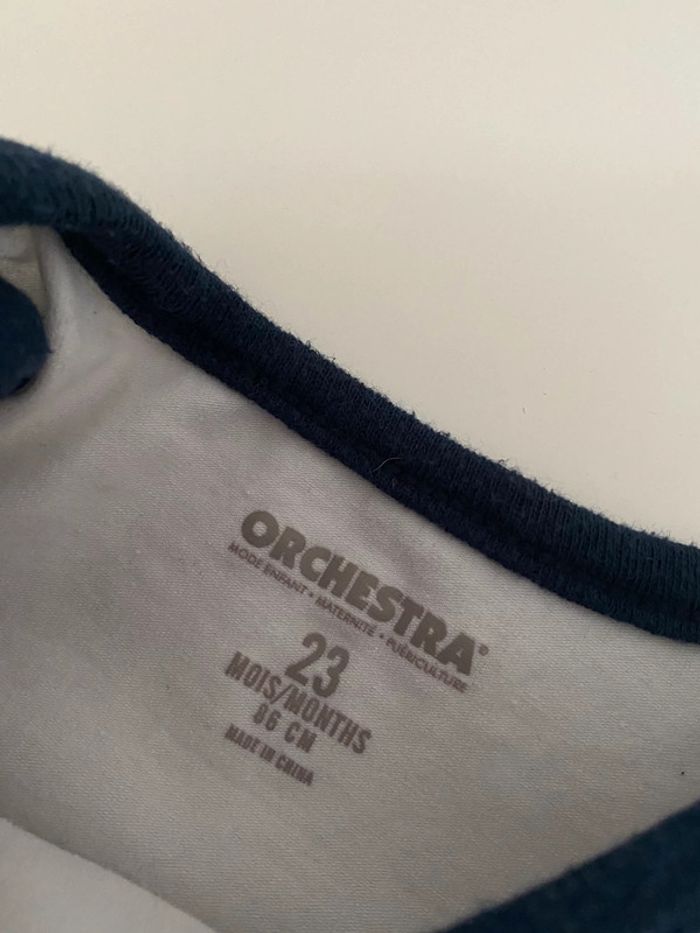 ORCHESTRA®
MODE ENFANT • MATERNITÉ • PUÉRICULTURE
23
MOIS/MONTHS
86 CM
MADE IN CHINA